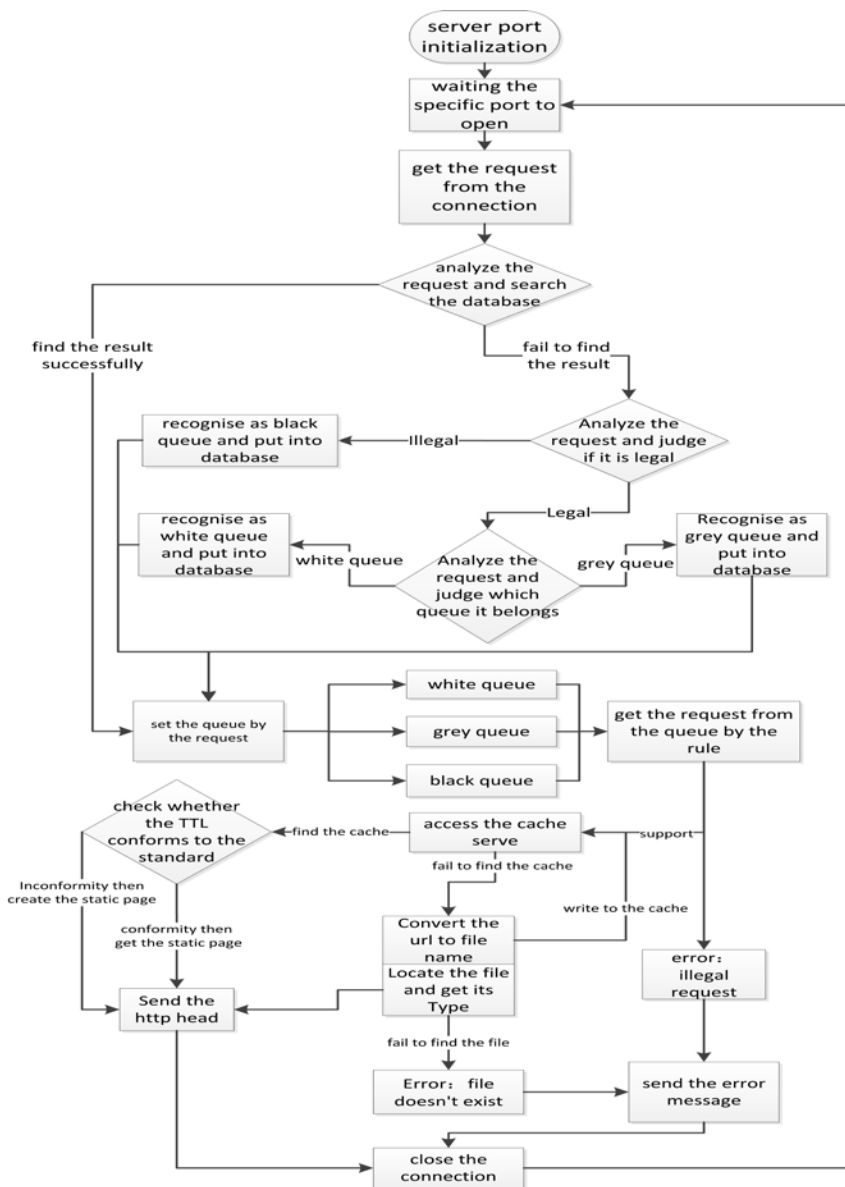 server port
initialization
waiting the
specific port to
open
get the request
from the
connection
analyze the
request and search
the database
find the result
successfully
fail to find
the result
recognise as black
queue and put into
database
Illegal
Analyze the
request and judge
if it is legal
Legal
recognise as
white queue
and put into
database
white queue
Analyze the
request and
judge which
queue it belongs
grey queue
Recognise as
grey queue and
put into
database
set the queue by
the request
white queue
grey queue
black queue
get the request from
the queue by the
rule
check whether
the TTL
conforms to the
standard
find the cache
access the cache
serve
support
fail to find the cache
Inconformity then
create the static page
conformity then
get the static page
Convert the
url to file
name
write to the cache
Locate the file
and get its
Type
error:
illegal
request
Send the
http head
fail to find the file
Error: file
doesn't exist
send the error
message
close the
connection